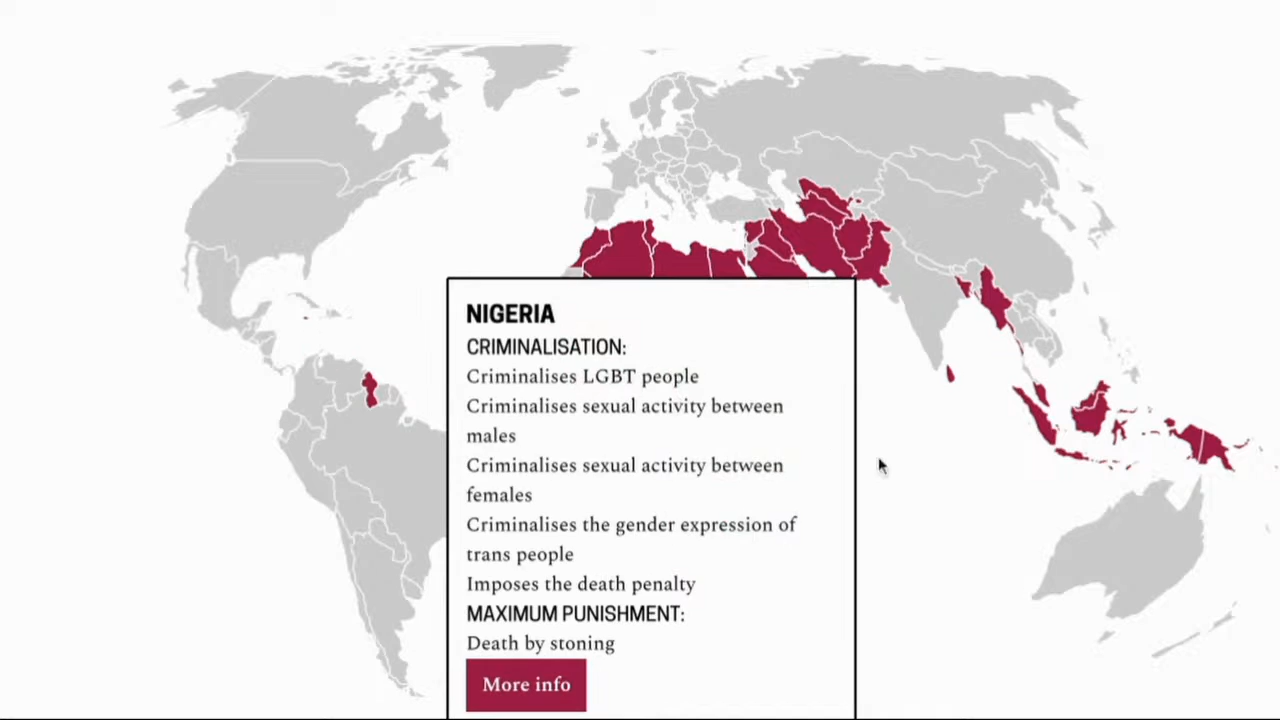 NIGERIA
CRIMINALISATION:
Criminalises LGBT people
Criminalises sexual activity between
males
Criminalises sexual activity between
females
Criminalises the gender expression of
trans people
Imposes the death penalty
MAXIMUM PUNISHMENT:
Death by stoning
More info